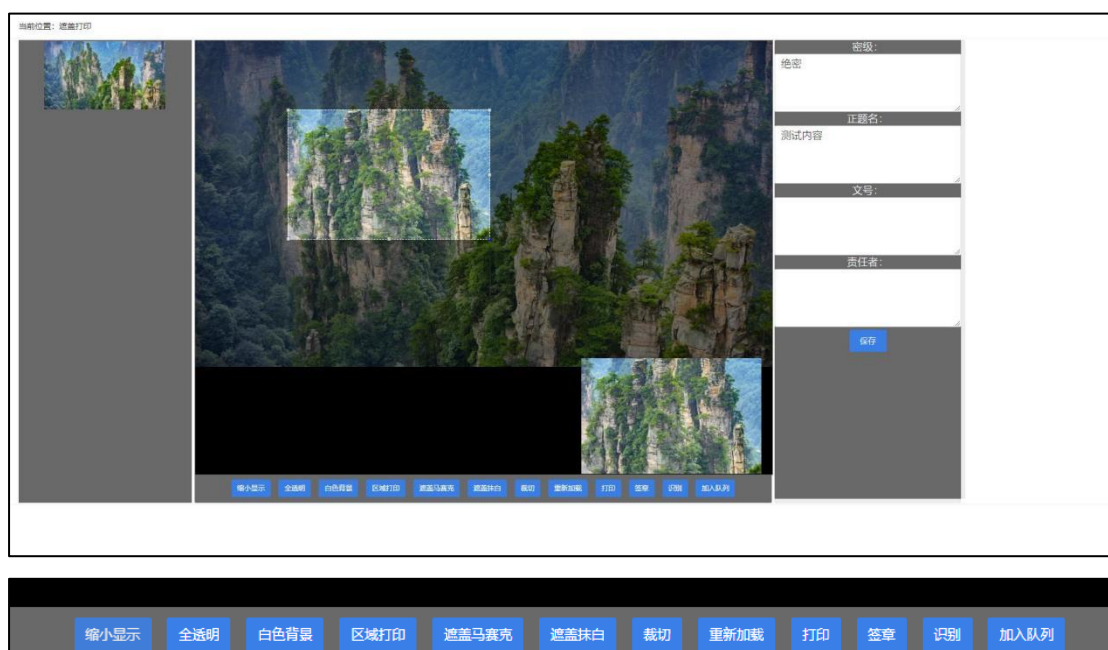 当前位置：遮盖打印
密级：
绝密
正题名：
测试内容
文号：
责任者：
保存
缩小显示 全透明 白色背景 区域打印 遮盖马赛克 遮盖抹白 裁切 重新加载 打印 签章 识别 加入队列
缩小显示 全透明 白色背景 区域打印 遮盖马赛克 遮盖抹白 裁切 重新加载 打印 签章 识别 加入队列